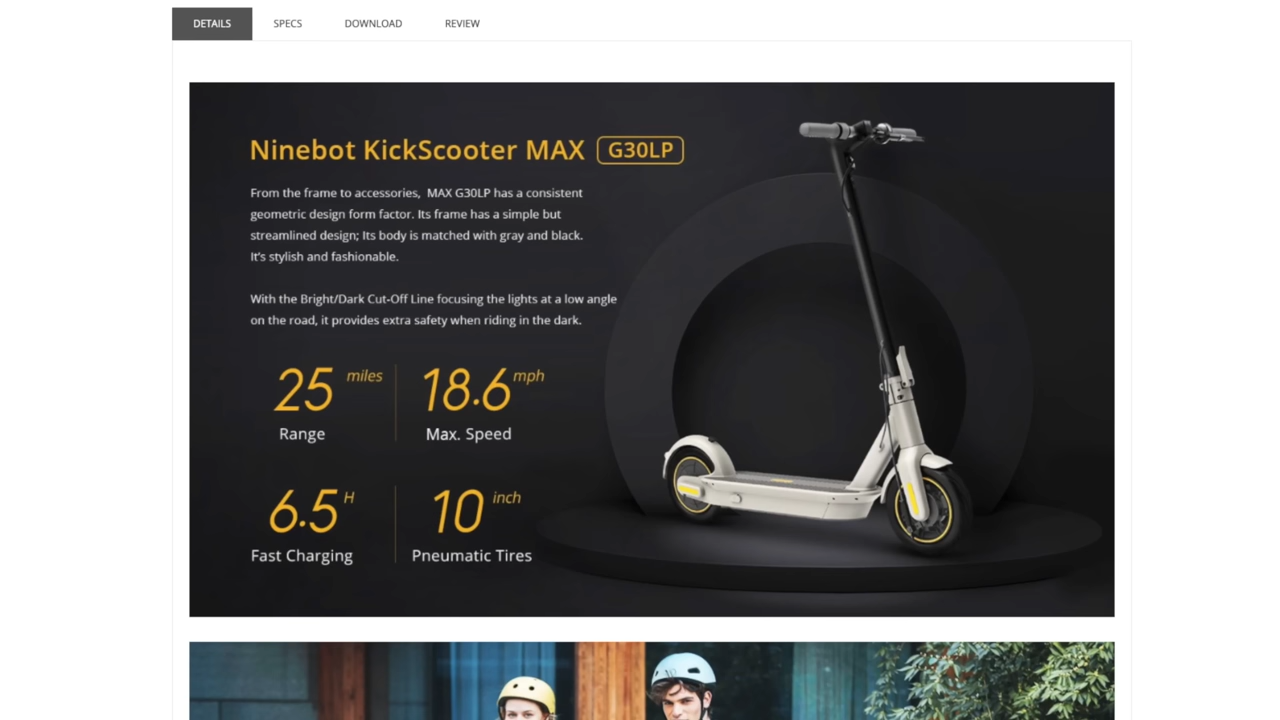 DETAILS SPECS DOWNLOAD REVIEW
Ninebot KickScooter MAX G30LP
From the frame to accessories, MAX G30LP has a consistent
geometric design form factor. Its frame has a simple but
streamlined design; Its body is matched with gray and black.
It's stylish and fashionable.
With the Bright/Dark Cut-Off Line focusing the lights at a low angle
on the road, it provides extra safety when riding in the dark.
25 miles 18.6 mph
Range Max. Speed
6.5 H 10 inch
Fast Charging Pneumatic Tires